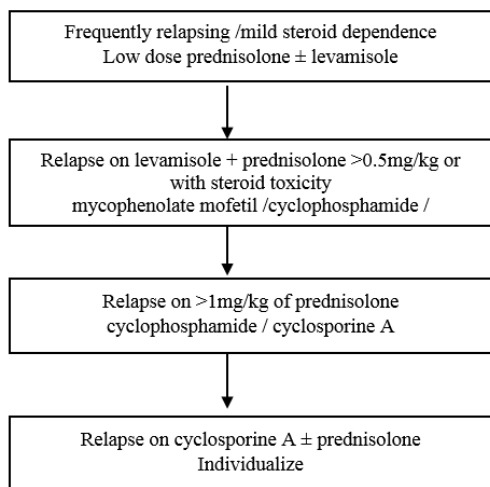 Frequently relapsing /mild steroid dependence
Low dose prednisolone ± levamisole
Relapse on levamisole + prednisolone >0.5mg/kg or
with steroid toxicity
mycophenolate mofetil /cyclophosphamide /
Relapse on >1mg/kg of prednisolone
cyclophosphamide / cyclosporine A
Relapse on cyclosporine A ± prednisolone
Individualize